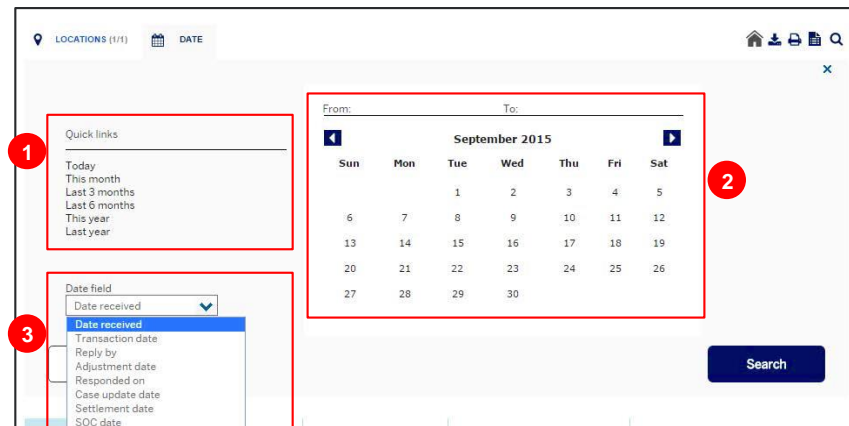 LOCATIONS (1/1) DATE
x
1
Quick links
Today
This month
Last 3 months
Last 6 months
This year
Last year
From: To:
September 2015
Sun Mon Tue Wed Thu Fri Sat
1 2 3 4 5
6 7 8 9 10 11 12
13 14 15 16 17 18 19
20 21 22 23 24 25 26
27 28 29 30
2
3
Date field
Date received
Date received
Transaction date
Reply by
Adjustment date
Responded on
Case update date
Settlement date
SOC date
Search